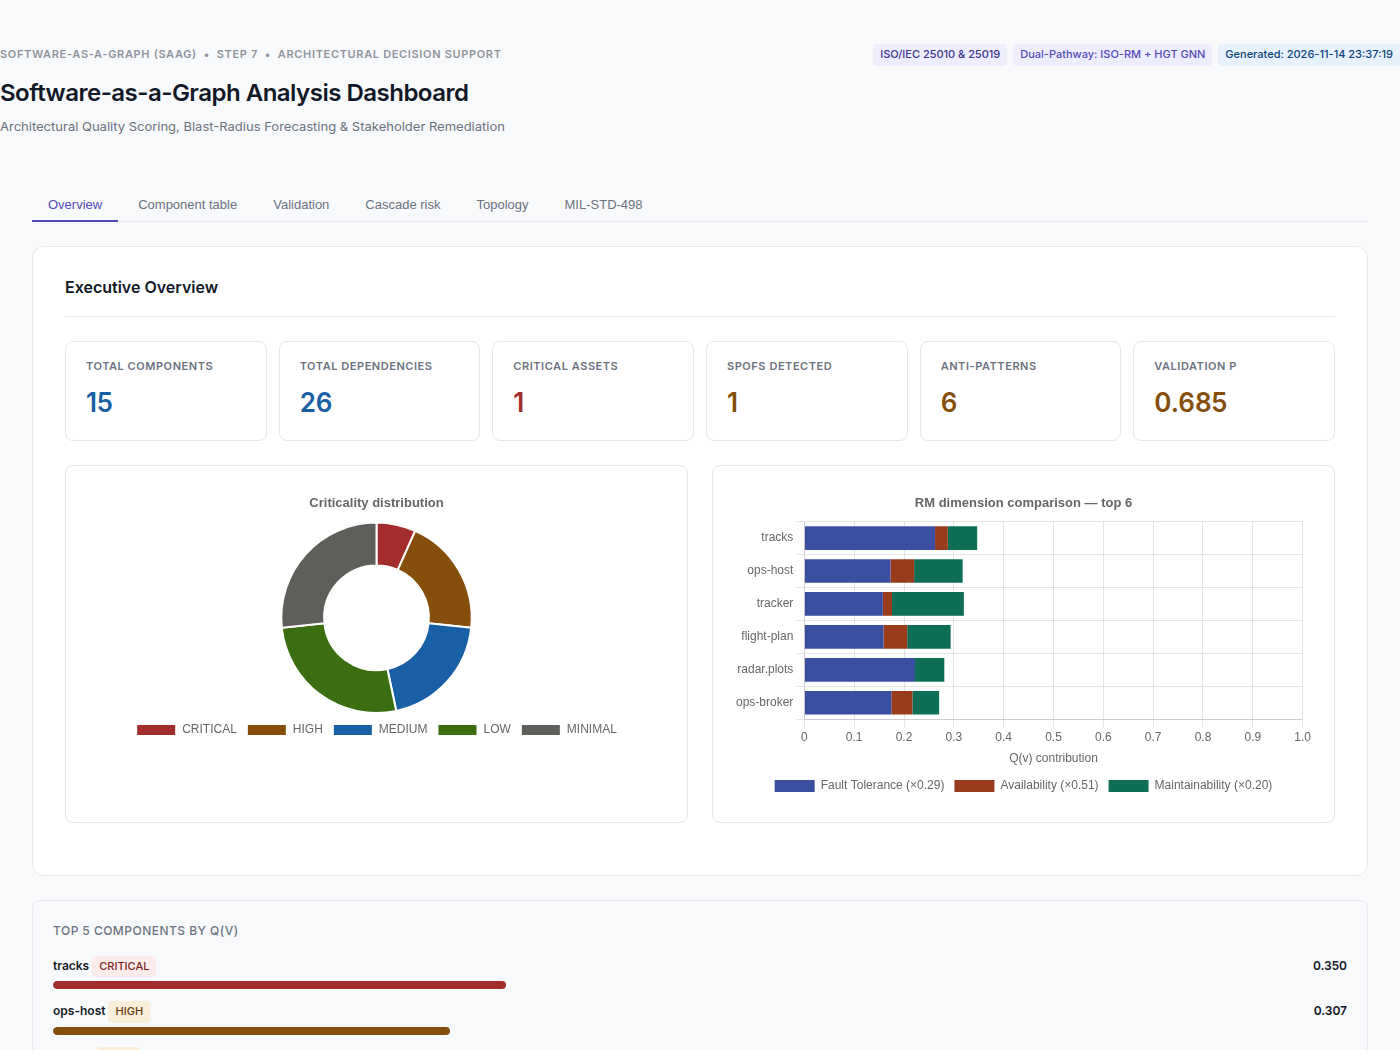 SOFTWARE-AS-A-GRAPH (SAAG) • STEP 7 • ARCHITECTURAL DECISION SUPPORT
ISO/IEC 25010 & 25019
Dual-Pathway: ISO-RM + HGT GNN
Generated: 2026-11-14 23:37:19
Software-as-a-Graph Analysis Dashboard
Architectural Quality Scoring, Blast-Radius Forecasting & Stakeholder Remediation
Overview
Component table
Validation
Cascade risk
Topology
MIL-STD-498
Executive Overview
TOTAL COMPONENTS
15
TOTAL DEPENDENCIES
26
CRITICAL ASSETS
1
SPOFS DETECTED
1
ANTI-PATTERNS
6
VALIDATION Ρ
0.685
Criticality distribution
CRITICAL
HIGH
MEDIUM
LOW
MINIMAL
RM dimension comparison — top 6
tracks
ops-host
tracker
flight-plan
radar.plots
ops-broker
0 0.1 0.2 0.3 0.4 0.5 0.6 0.7 0.8 0.9 1.0
Q(v) contribution
Fault Tolerance (×0.29)
Availability (×0.51)
Maintainability (×0.20)
TOP 5 COMPONENTS BY Q(V)
tracks CRITICAL 0.350
ops-host HIGH 0.307